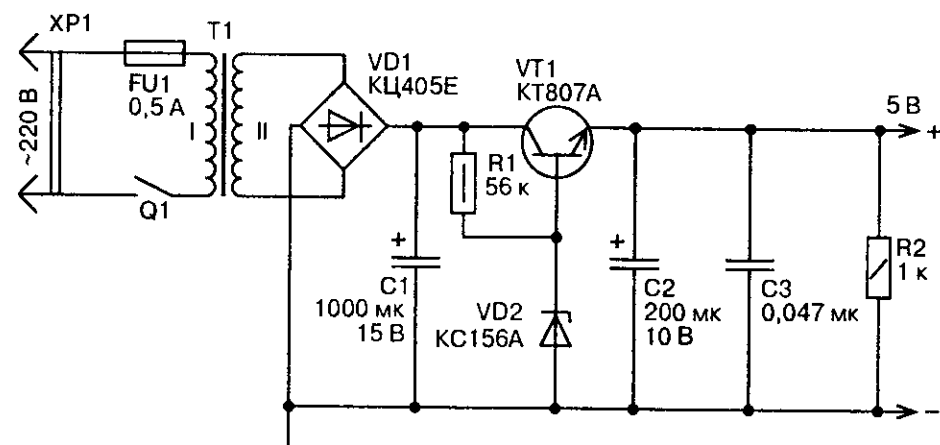 XP1
~220 В
FU1
0,5 А
T1
I
II
Q1
VD1
КЦ405Е
VT1
КТ807А
5 В
+
R1
56 к
+
C1
1000 мк
15 В
VD2
КС156А
+
C2
200 мк
10 В
C3
0,047 мк
R2
1 к
-